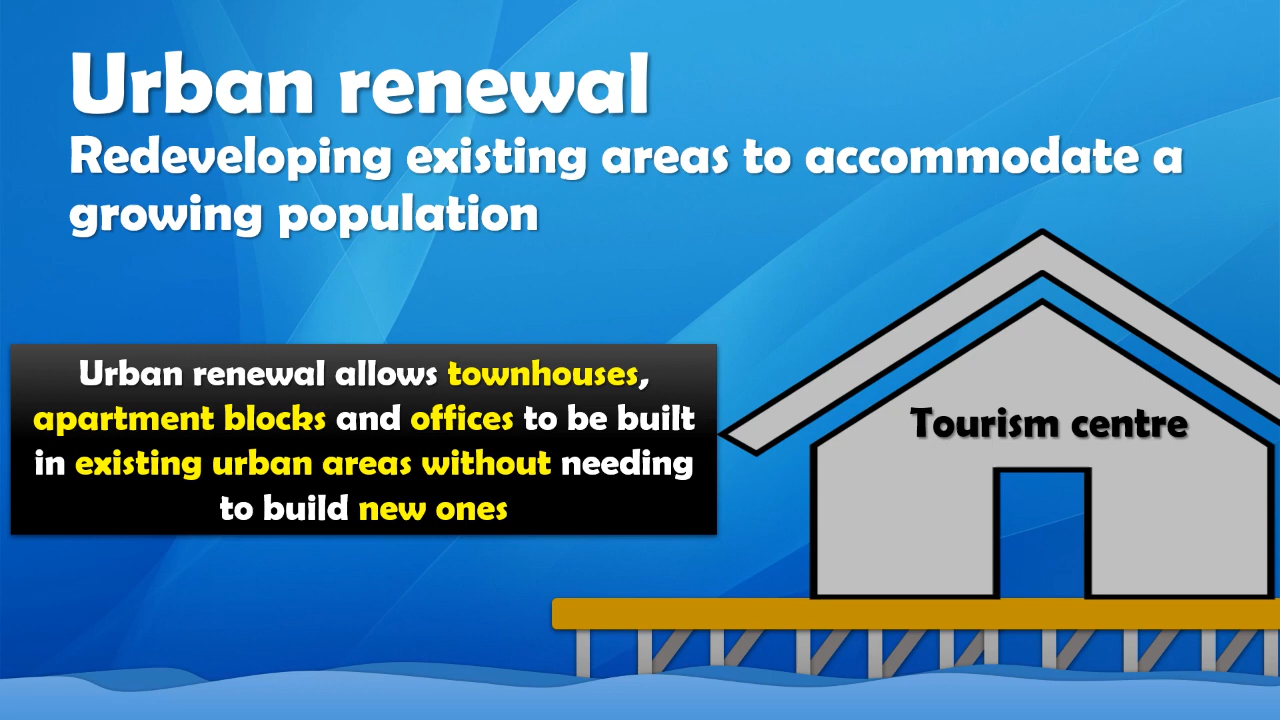 Urban renewal
Redeveloping existing areas to accommodate a
growing population
Urban renewal allows townhouses,
apartment blocks and offices to be built
in existing urban areas without needing
to build new ones
Tourism centre